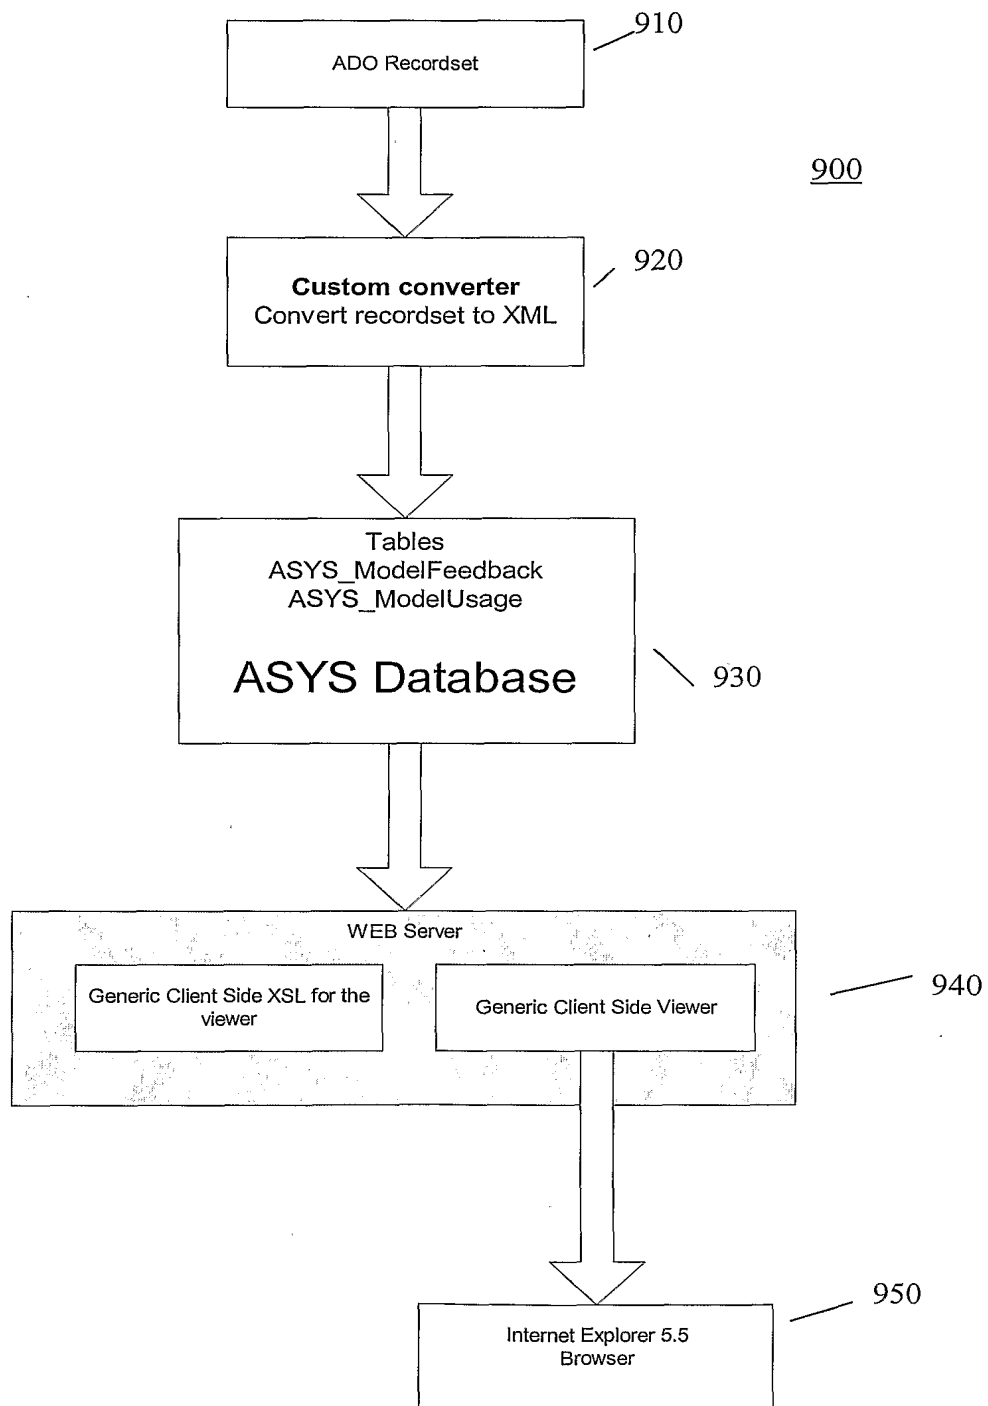 910
ADO Recordset
900
920
Custom converter
Convert recordset to XML
Tables
ASYS_ModelFeedback
ASYS_ModelUsage
ASYS Database
930
WEB Server
Generic Client Side XSL for the
viewer
Generic Client Side Viewer
940
950
Internet Explorer 5.5
Browser